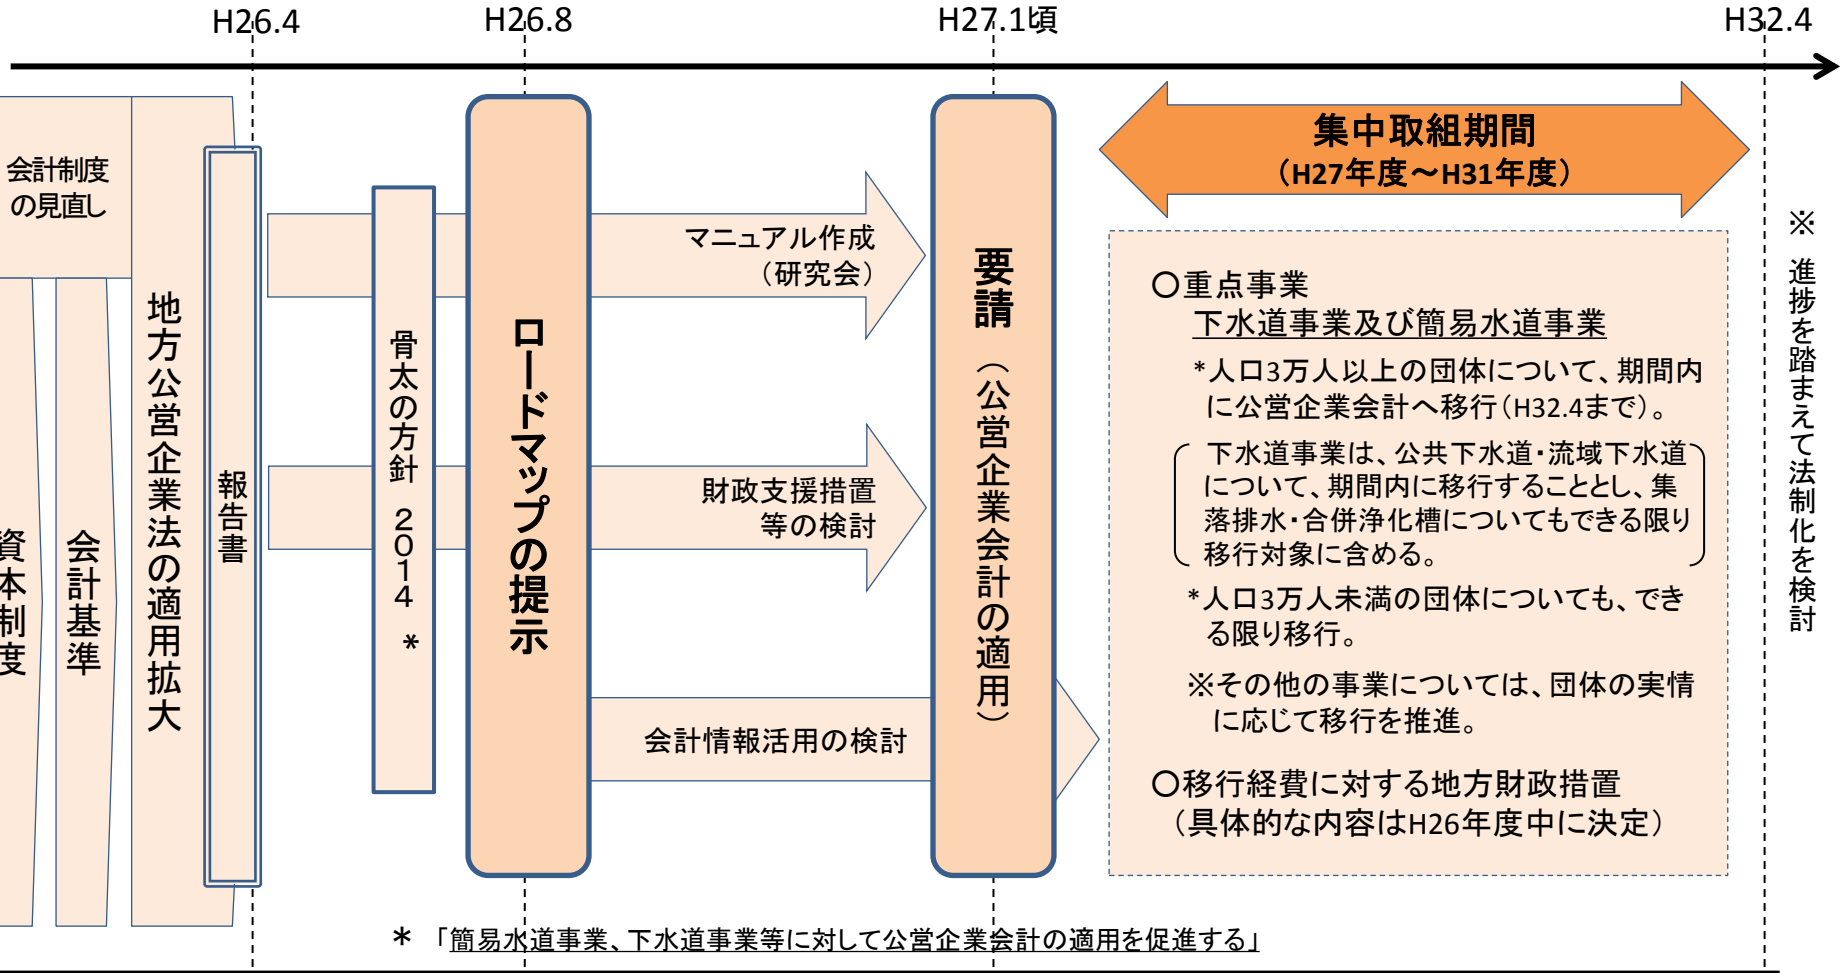 H26.4
H26.8
H27.1頃
H32.4
会計制度
の見直し
資本制度
会計基準
地方公営企業法の適用拡大
報告書
骨太の方針 2014 *
ロードマップの提示
マニュアル作成
(研究会)
財政支援措置
等の検討
会計情報活用の検討
要請(公営企業会計の適用)
集中取組期間
(H27年度～H31年度)
○重点事業
下水道事業及び簡易水道事業
*人口3万人以上の団体について、期間内
に公営企業会計へ移行(H32.4まで)。
下水道事業は、公共下水道・流域下水道
について、期間内に移行することとし、集
落排水・合併浄化槽についてもできる限り
移行対象に含める。
*人口3万人未満の団体についても、でき
る限り移行。
※その他の事業については、団体の実情
に応じて移行を推進。
○移行経費に対する地方財政措置
(具体的な内容はH26年度中に決定)
※ 進捗を踏まえて法制化を検討
* 「簡易水道事業、下水道事業等に対して公営企業会計の適用を促進する」